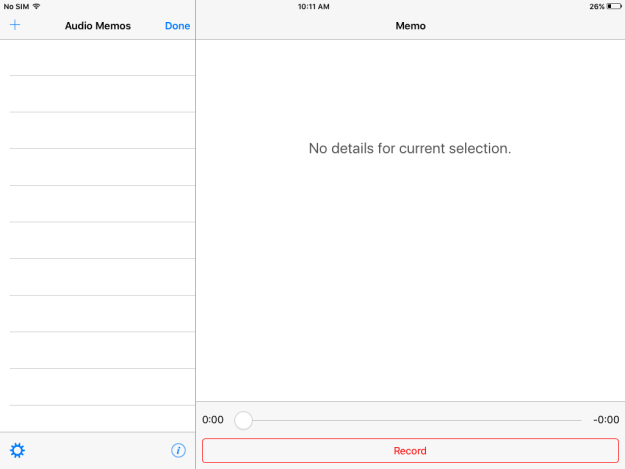 No SIM 10:11 AM 26%
Audio Memos Done Memo
No details for current selection.
0:00 -0:00
Record